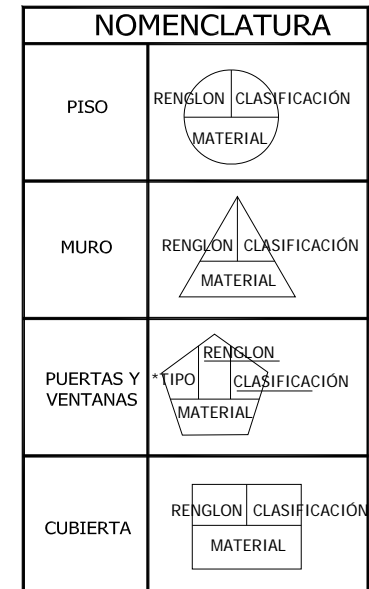 NOMENCLATURA
PISO
RENGLON CLASIFICACIÓN
MATERIAL
MURO
RENGLON CLASIFICACIÓN
MATERIAL
PUERTAS Y
VENTANAS
RENGLON
*TIPO
CLASIFICACIÓN
MATERIAL
CUBIERTA
RENGLON CLASIFICACIÓN
MATERIAL